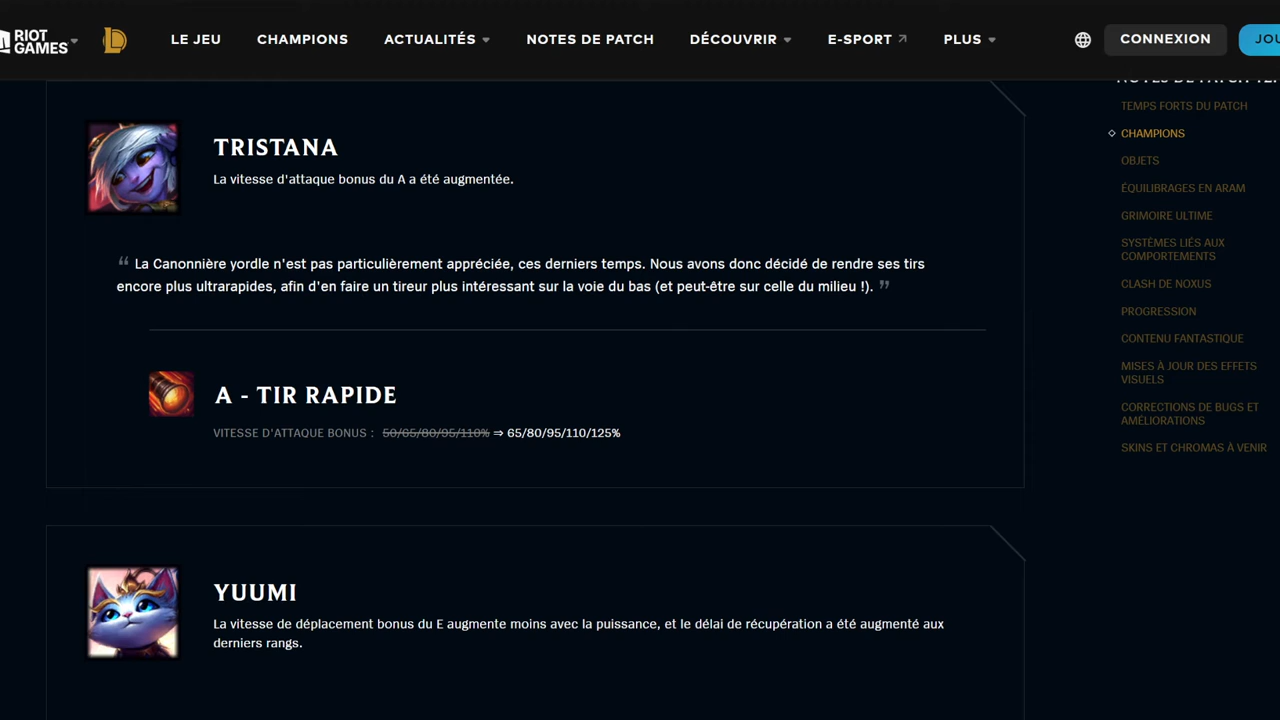 RIOT GAMES
LE JEU
CHAMPIONS
ACTUALITÉS
NOTES DE PATCH
DÉCOUVRIR
E-SPORT
PLUS
CONNEXION
TRISTANA
La vitesse d'attaque bonus du A a été augmentée.
“ La Canonnière yordle n'est pas particulièrement appréciée, ces derniers temps. Nous avons donc décidé de rendre ses tirs
encore plus ultrarapides, afin d'en faire un tireur plus intéressant sur la voie du bas (et peut-être sur celle du milieu !). ”
A - TIR RAPIDE
VITESSE D'ATTAQUE BONUS : 50/65/80/95/110% ⇒ 65/80/95/110/125%
YUUMI
La vitesse de déplacement bonus du E augmente moins avec la puissance, et le délai de récupération a été augmenté aux
derniers rangs.
NOTES DE PATCH
TEMPS FORTS DU PATCH
CHAMPIONS
OBJETS
ÉQUILIBRAGES EN ARAM
GRIMOIRE ULTIME
SYSTÈMES LIÉS AUX
COMPORTEMENTS
CLASH DE NOXUS
PROGRESSION
CONTENU FANTASTIQUE
MISES À JOUR DES EFFETS
VISUELS
CORRECTIONS DE BUGS ET
AMÉLIORATIONS
SKINS ET CHROMAS À VENIR